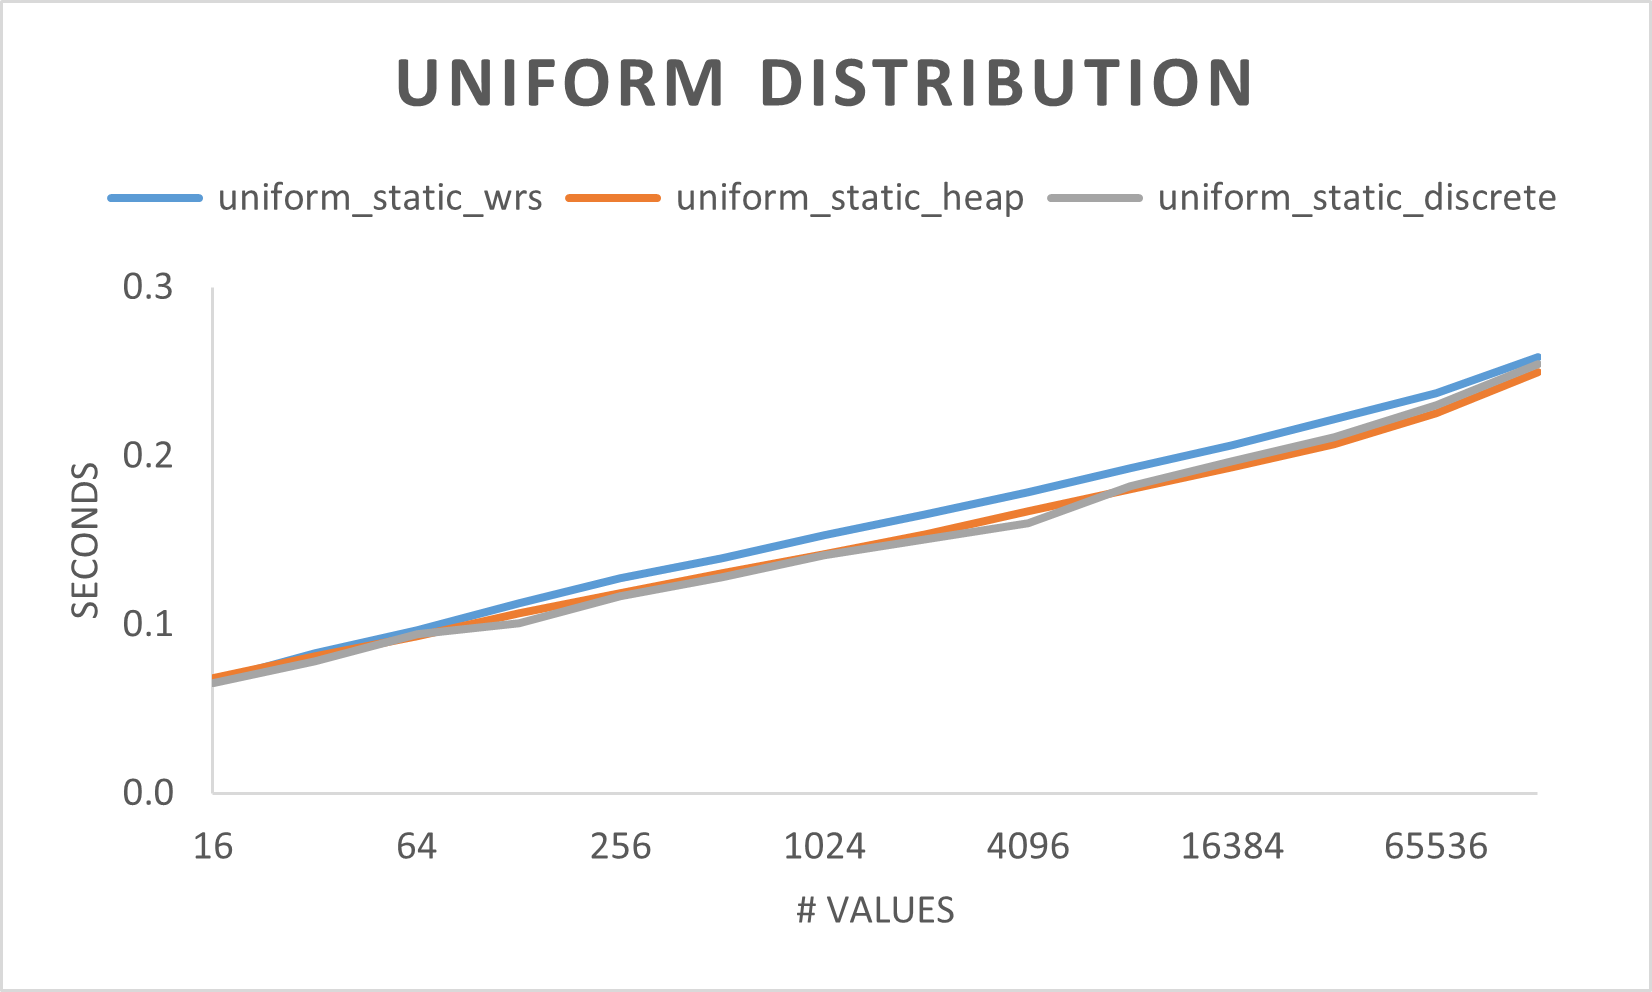 UNIFORM DISTRIBUTION
uniform_static_wrs uniform_static_heap uniform_static_discrete
0.3
0.2
0.1
0.0
SECONDS
16 64 256 1024 4096 16384 65536
# VALUES